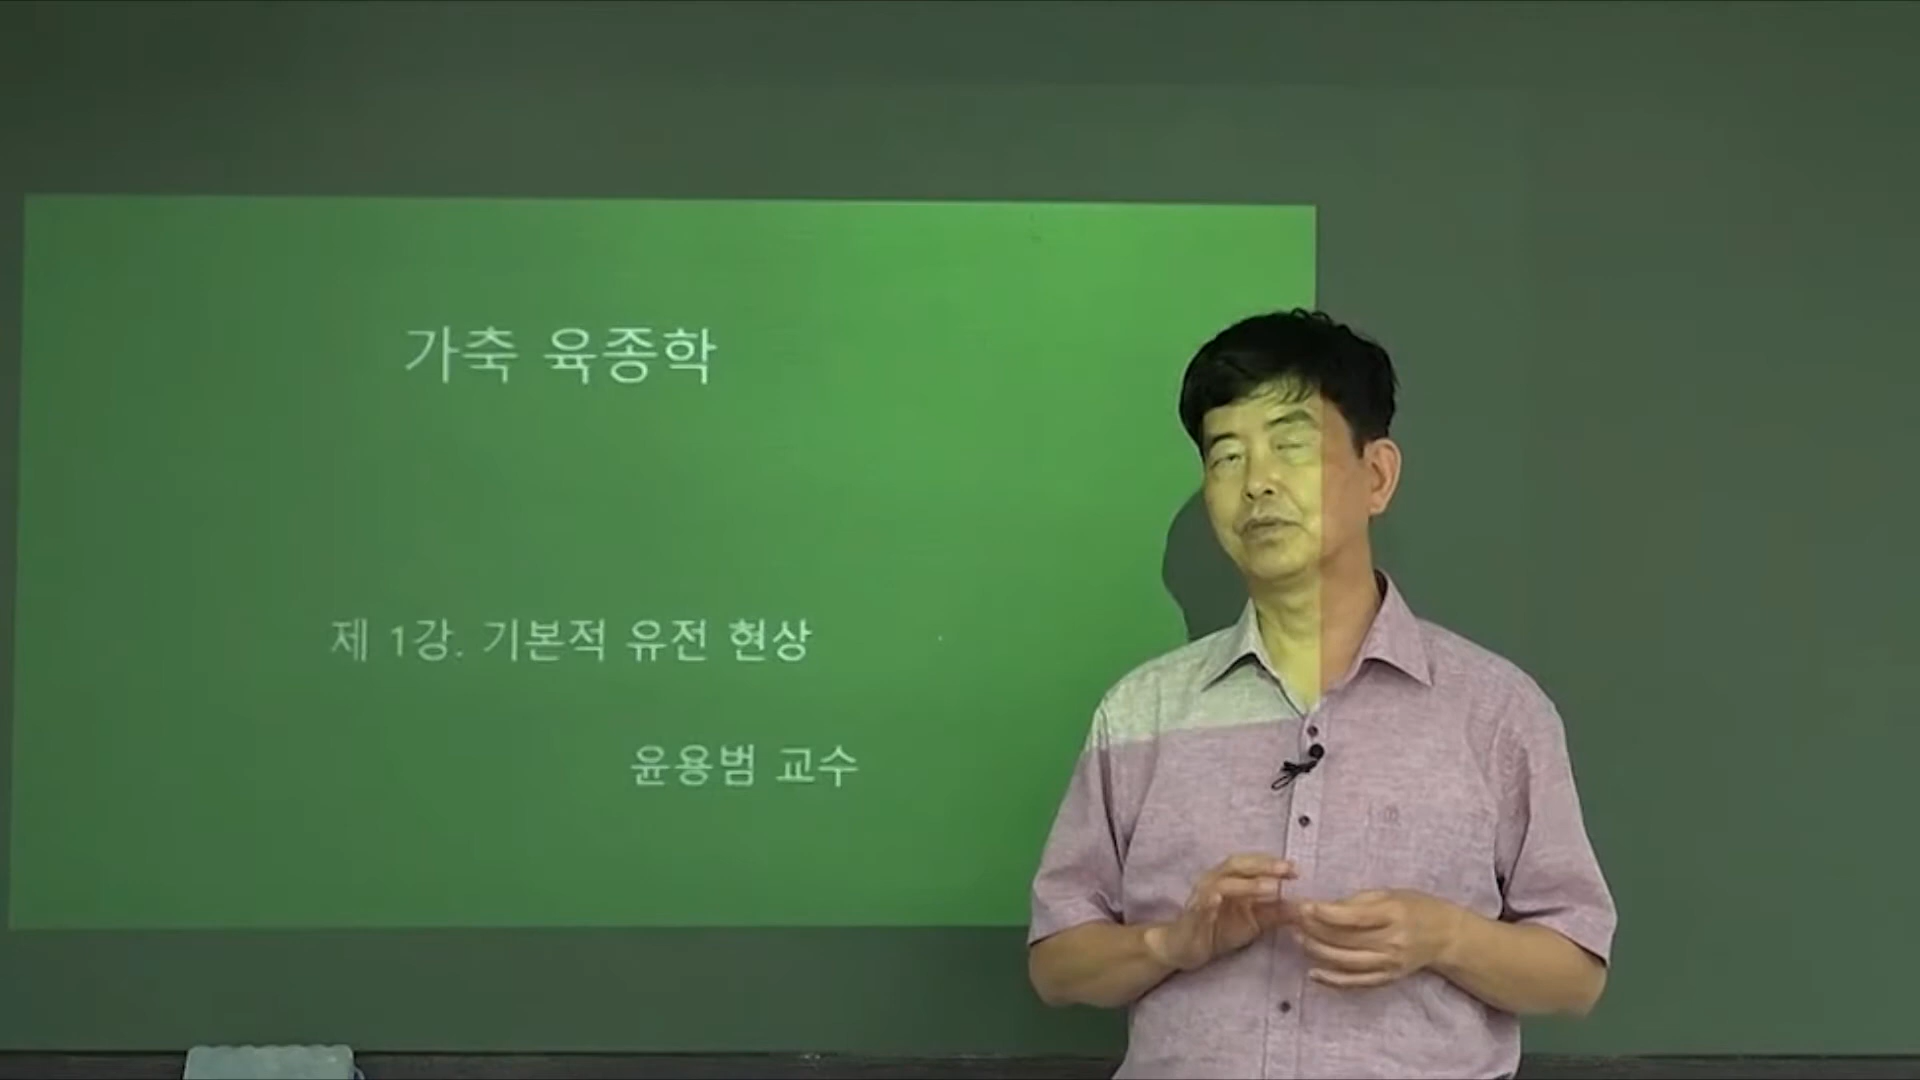 가축 육종학
제 1강. 기본적 유전 현상
윤용범 교수